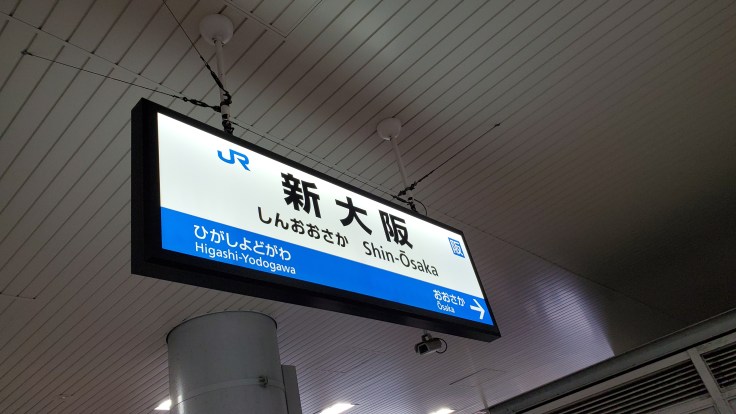 JR
新大阪
しんおおさか Shin-Ōsaka
阪
ひがしよどがわ
Higashi-Yodogawa
おおさか
Ōsaka
→